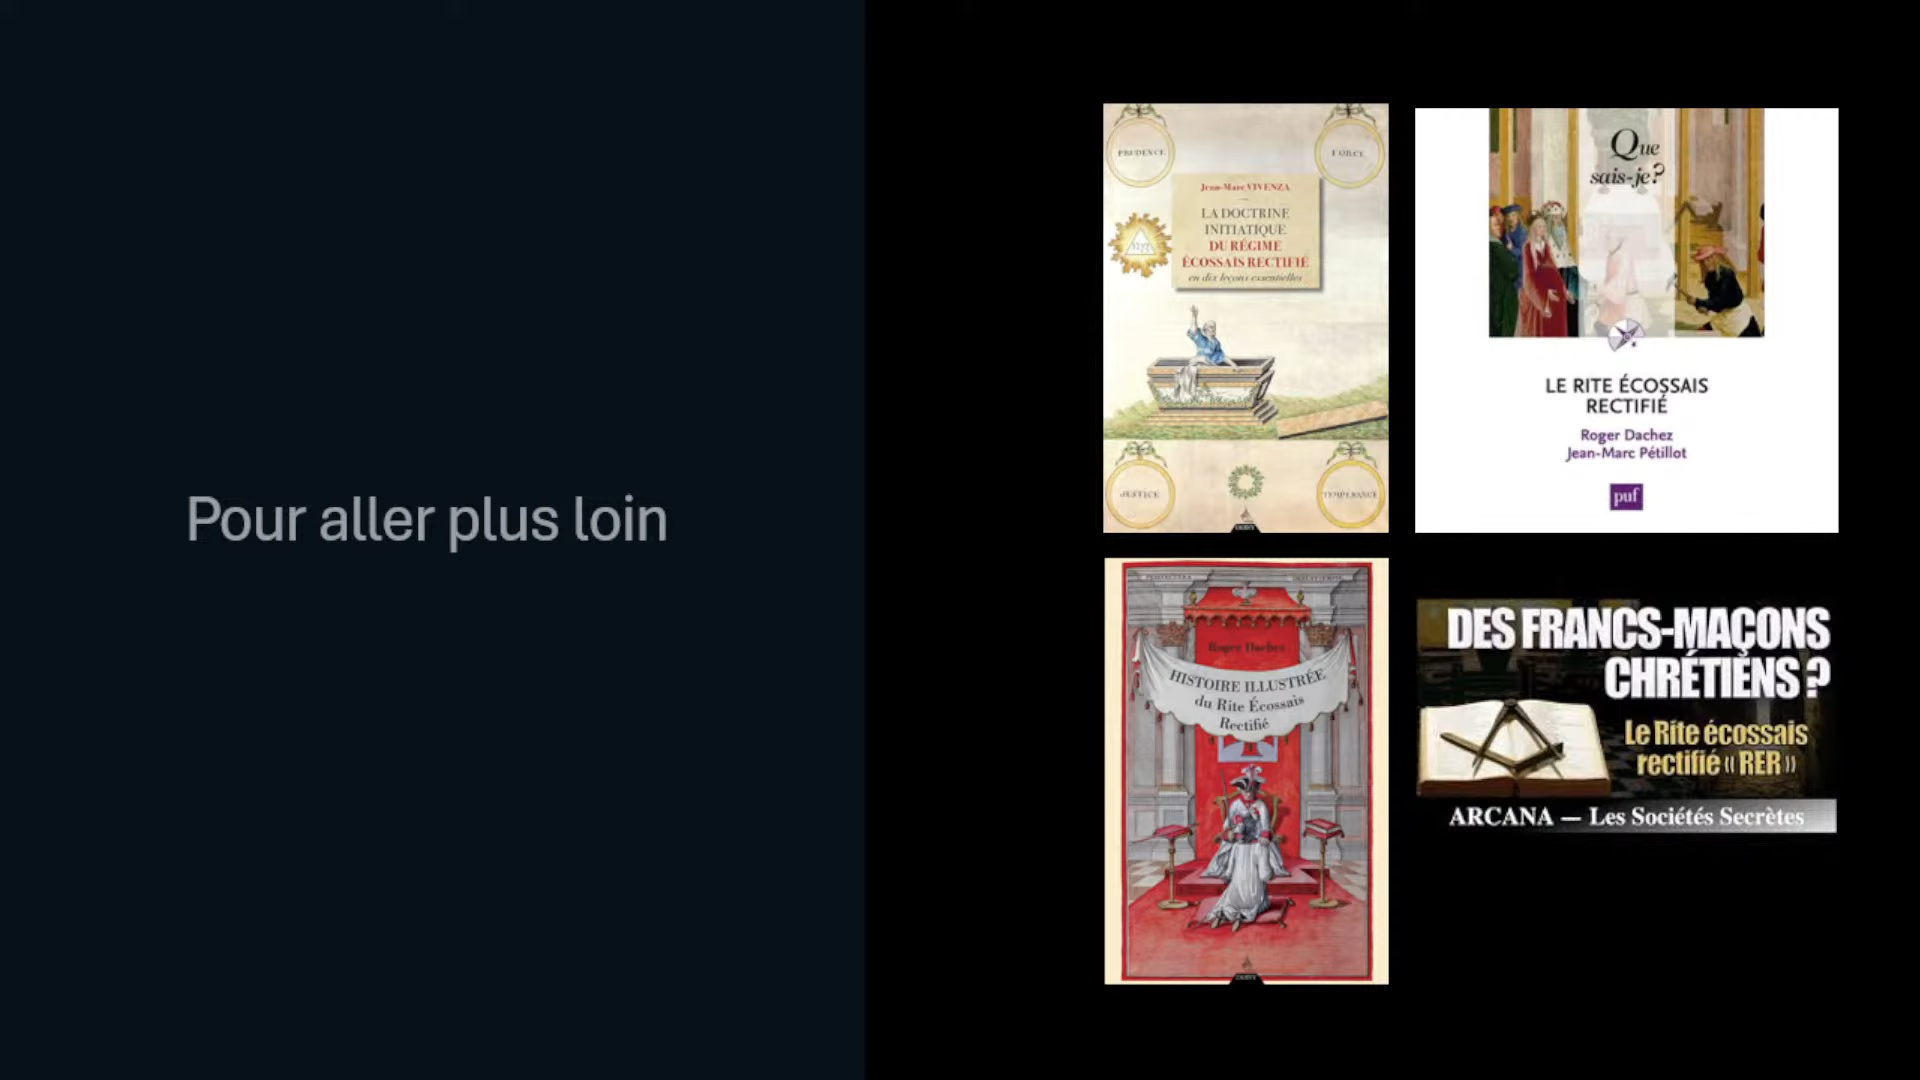 Pour aller plus loin
PRUDENCE
FORCE
Jean-Marc VIVENZA
LA DOCTRINE
INITIATIQUE
DU RÉGIME
ÉCOSSAIS RECTIFIÉ
en dix leçons essentielles
JUSTICE
TEMPERANCE
Que
sais-je?
LE RITE ÉCOSSAIS
RECTIFIÉ
Roger Dachez
Jean-Marc Pétillot
puf
Roger Dachez
HISTOIRE ILLUSTRÉE
du Rite Écossais
Rectifié
DES FRANCS-MAÇONS
CHRÉTIENS ?
Le Rite écossais
rectifié « RER »
ARCANA — Les Sociétés Secrètes